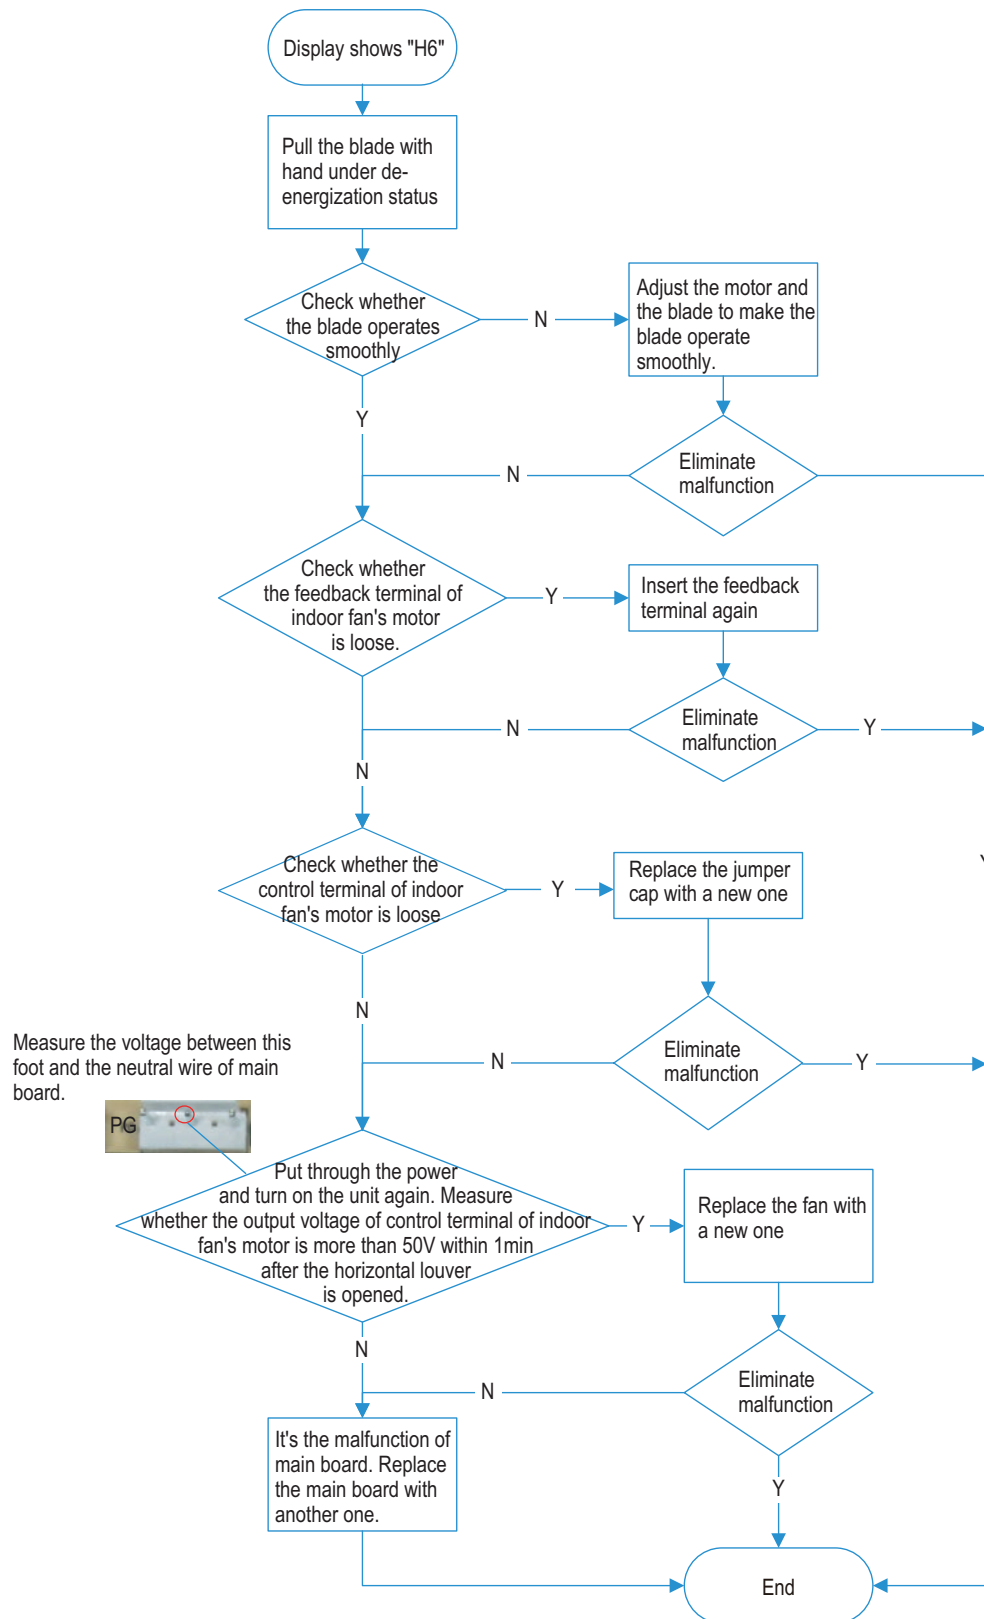 Display shows "H6"
Pull the blade with
hand under de-
energization status
Check whether
the blade operates
smoothly
N
Adjust the motor and
the blade to make the
blade operate
smoothly.
Y
N
Eliminate
malfunction
Check whether
the feedback terminal of
indoor fan's motor
is loose.
Y
Insert the feedback
terminal again
N
Eliminate
malfunction
Y
N
Check whether the
control terminal of indoor
fan's motor is loose
Y
Replace the jumper
cap with a new one
Y
N
Measure the voltage between this
foot and the neutral wire of main
board.
N
Eliminate
malfunction
Y
PG
Put through the power
and turn on the unit again. Measure
whether the output voltage of control terminal of indoor
fan's motor is more than 50V within 1min
after the horizontal louver
is opened.
Y
Replace the fan with
a new one
N
N
Eliminate
malfunction
It's the malfunction of
main board. Replace
the main board with
another one.
Y
End